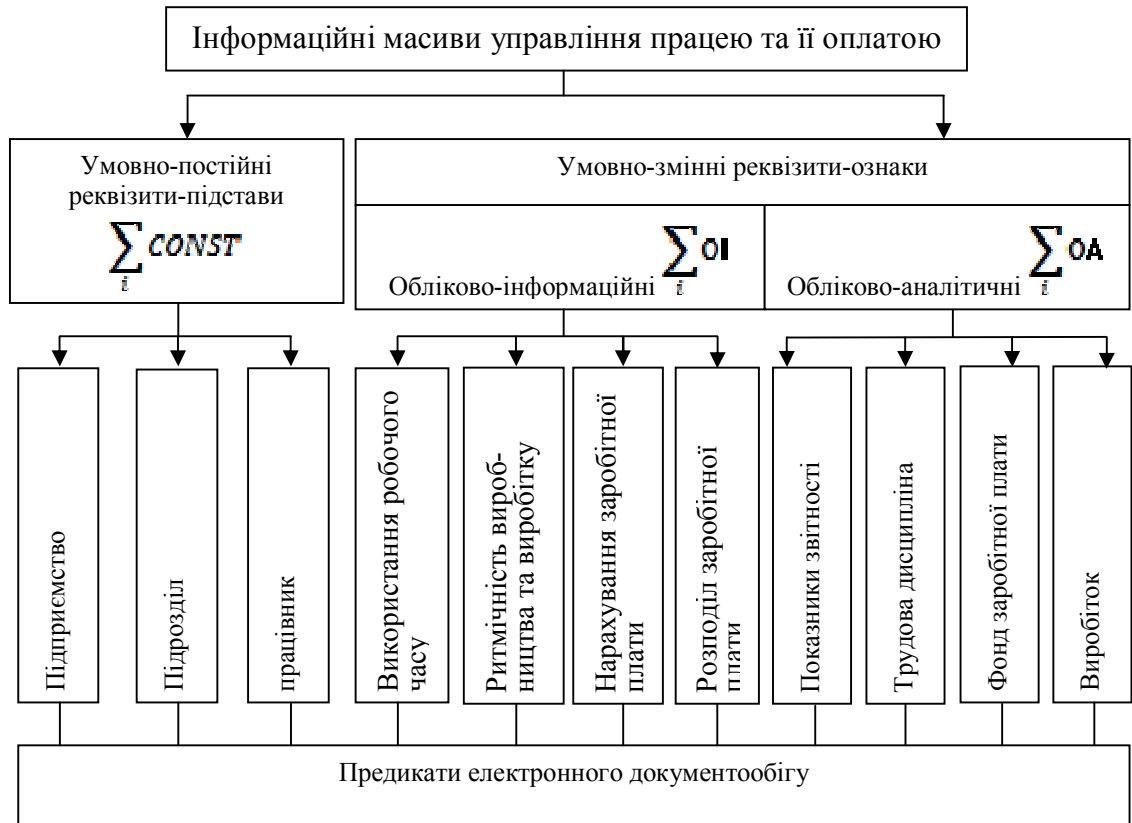 Інформаційні масиви управління працею та її оплатою
Умовно-постійні
реквізити-підстави
∑ CONST
i
Умовно-змінні реквізити-ознаки
Обліково-інформаційні ∑ ОІ
i
Обліково-аналітичні ∑ ОА
i
Підприємство
Підрозділ
працівник
Використання робочого
часу
Ритмічність вироб-
ництва та виробітку
Нарахування заробітної
плати
Розподіл заробітної
плати
Показники звітності
Трудова дисципліна
Фонд заробітної плати
Виробіток
Предикати електронного документообігу